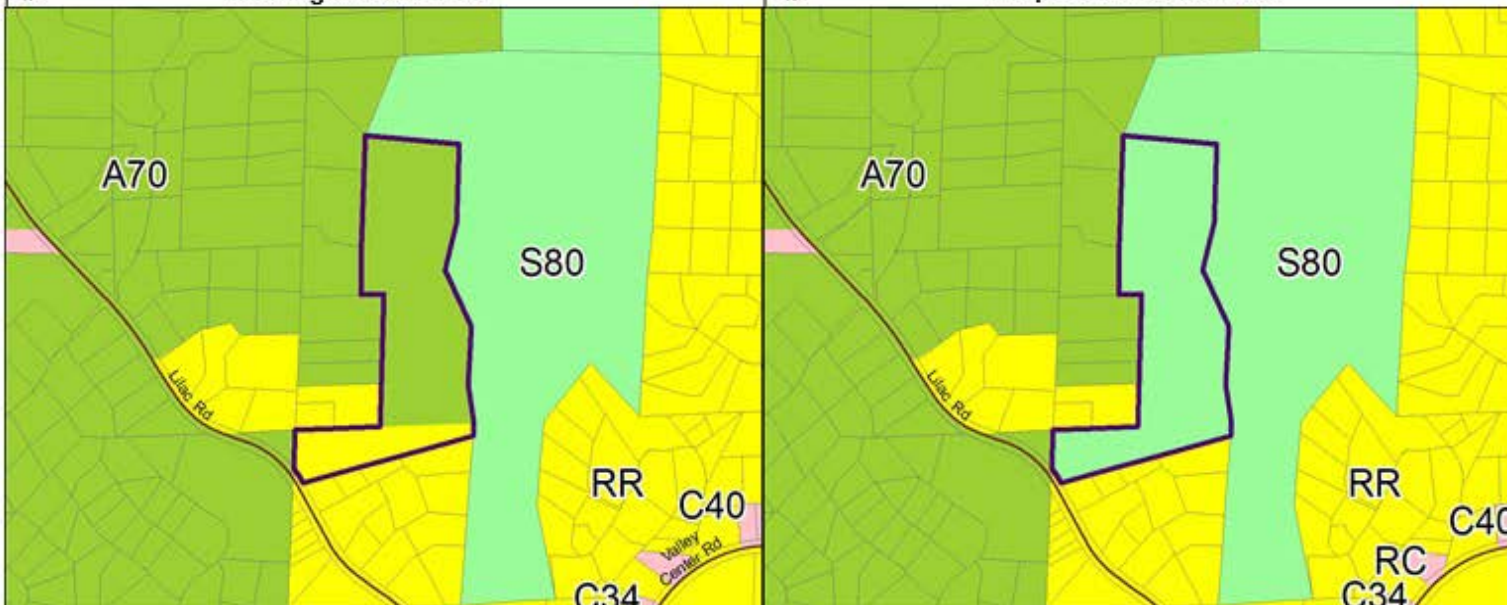 A70
S80
Lilac Rd
RR
C40
Valley
Center Rd
C34
A70
S80
Lilac Rd
RR
C40
RC
C34